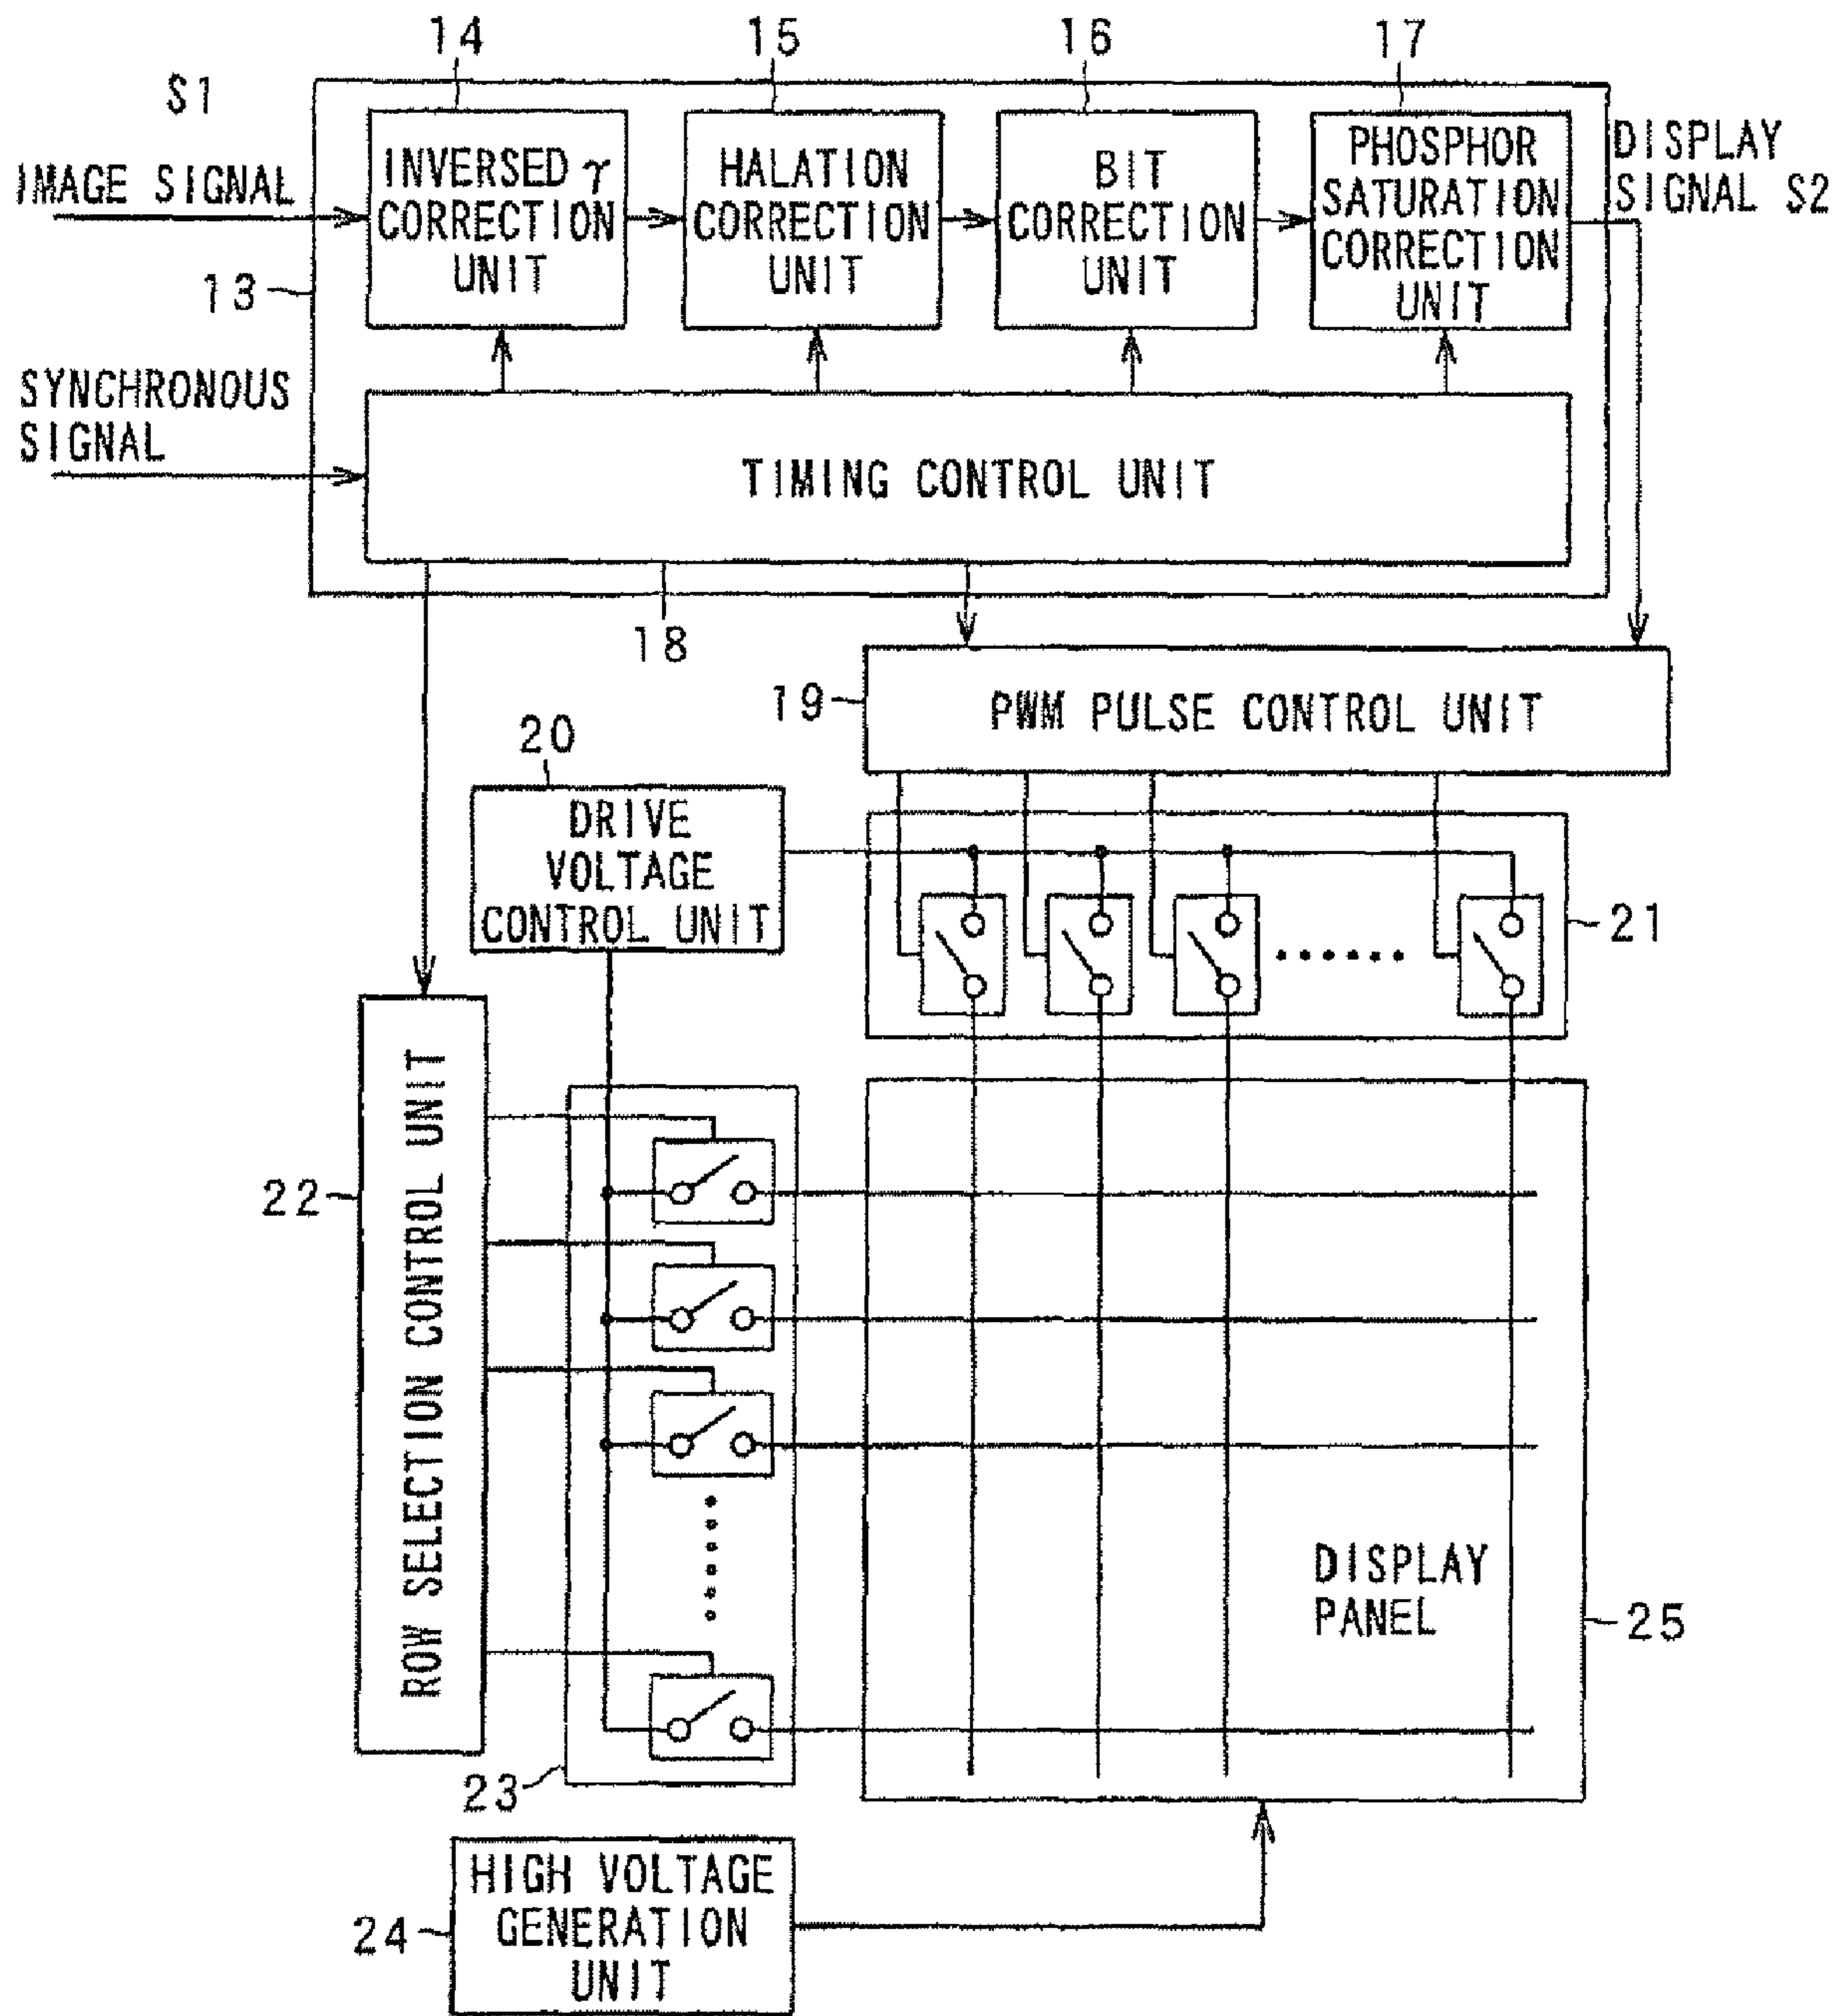 14
15
16
17
S1
IMAGE SIGNAL
INVERSED γ
CORRECTION
UNIT
HALATION
CORRECTION
UNIT
BIT
CORRECTION
UNIT
PHOSPHOR
SATURATION
CORRECTION
UNIT
DISPLAY
SIGNAL S2
13
SYNCHRONOUS
SIGNAL
TIMING CONTROL UNIT
18
19
PWM PULSE CONTROL UNIT
20
DRIVE
VOLTAGE
CONTROL UNIT
21
22
ROW SELECTION CONTROL UNIT
DISPLAY
PANEL
25
23
24
HIGH VOLTAGE
GENERATION
UNIT